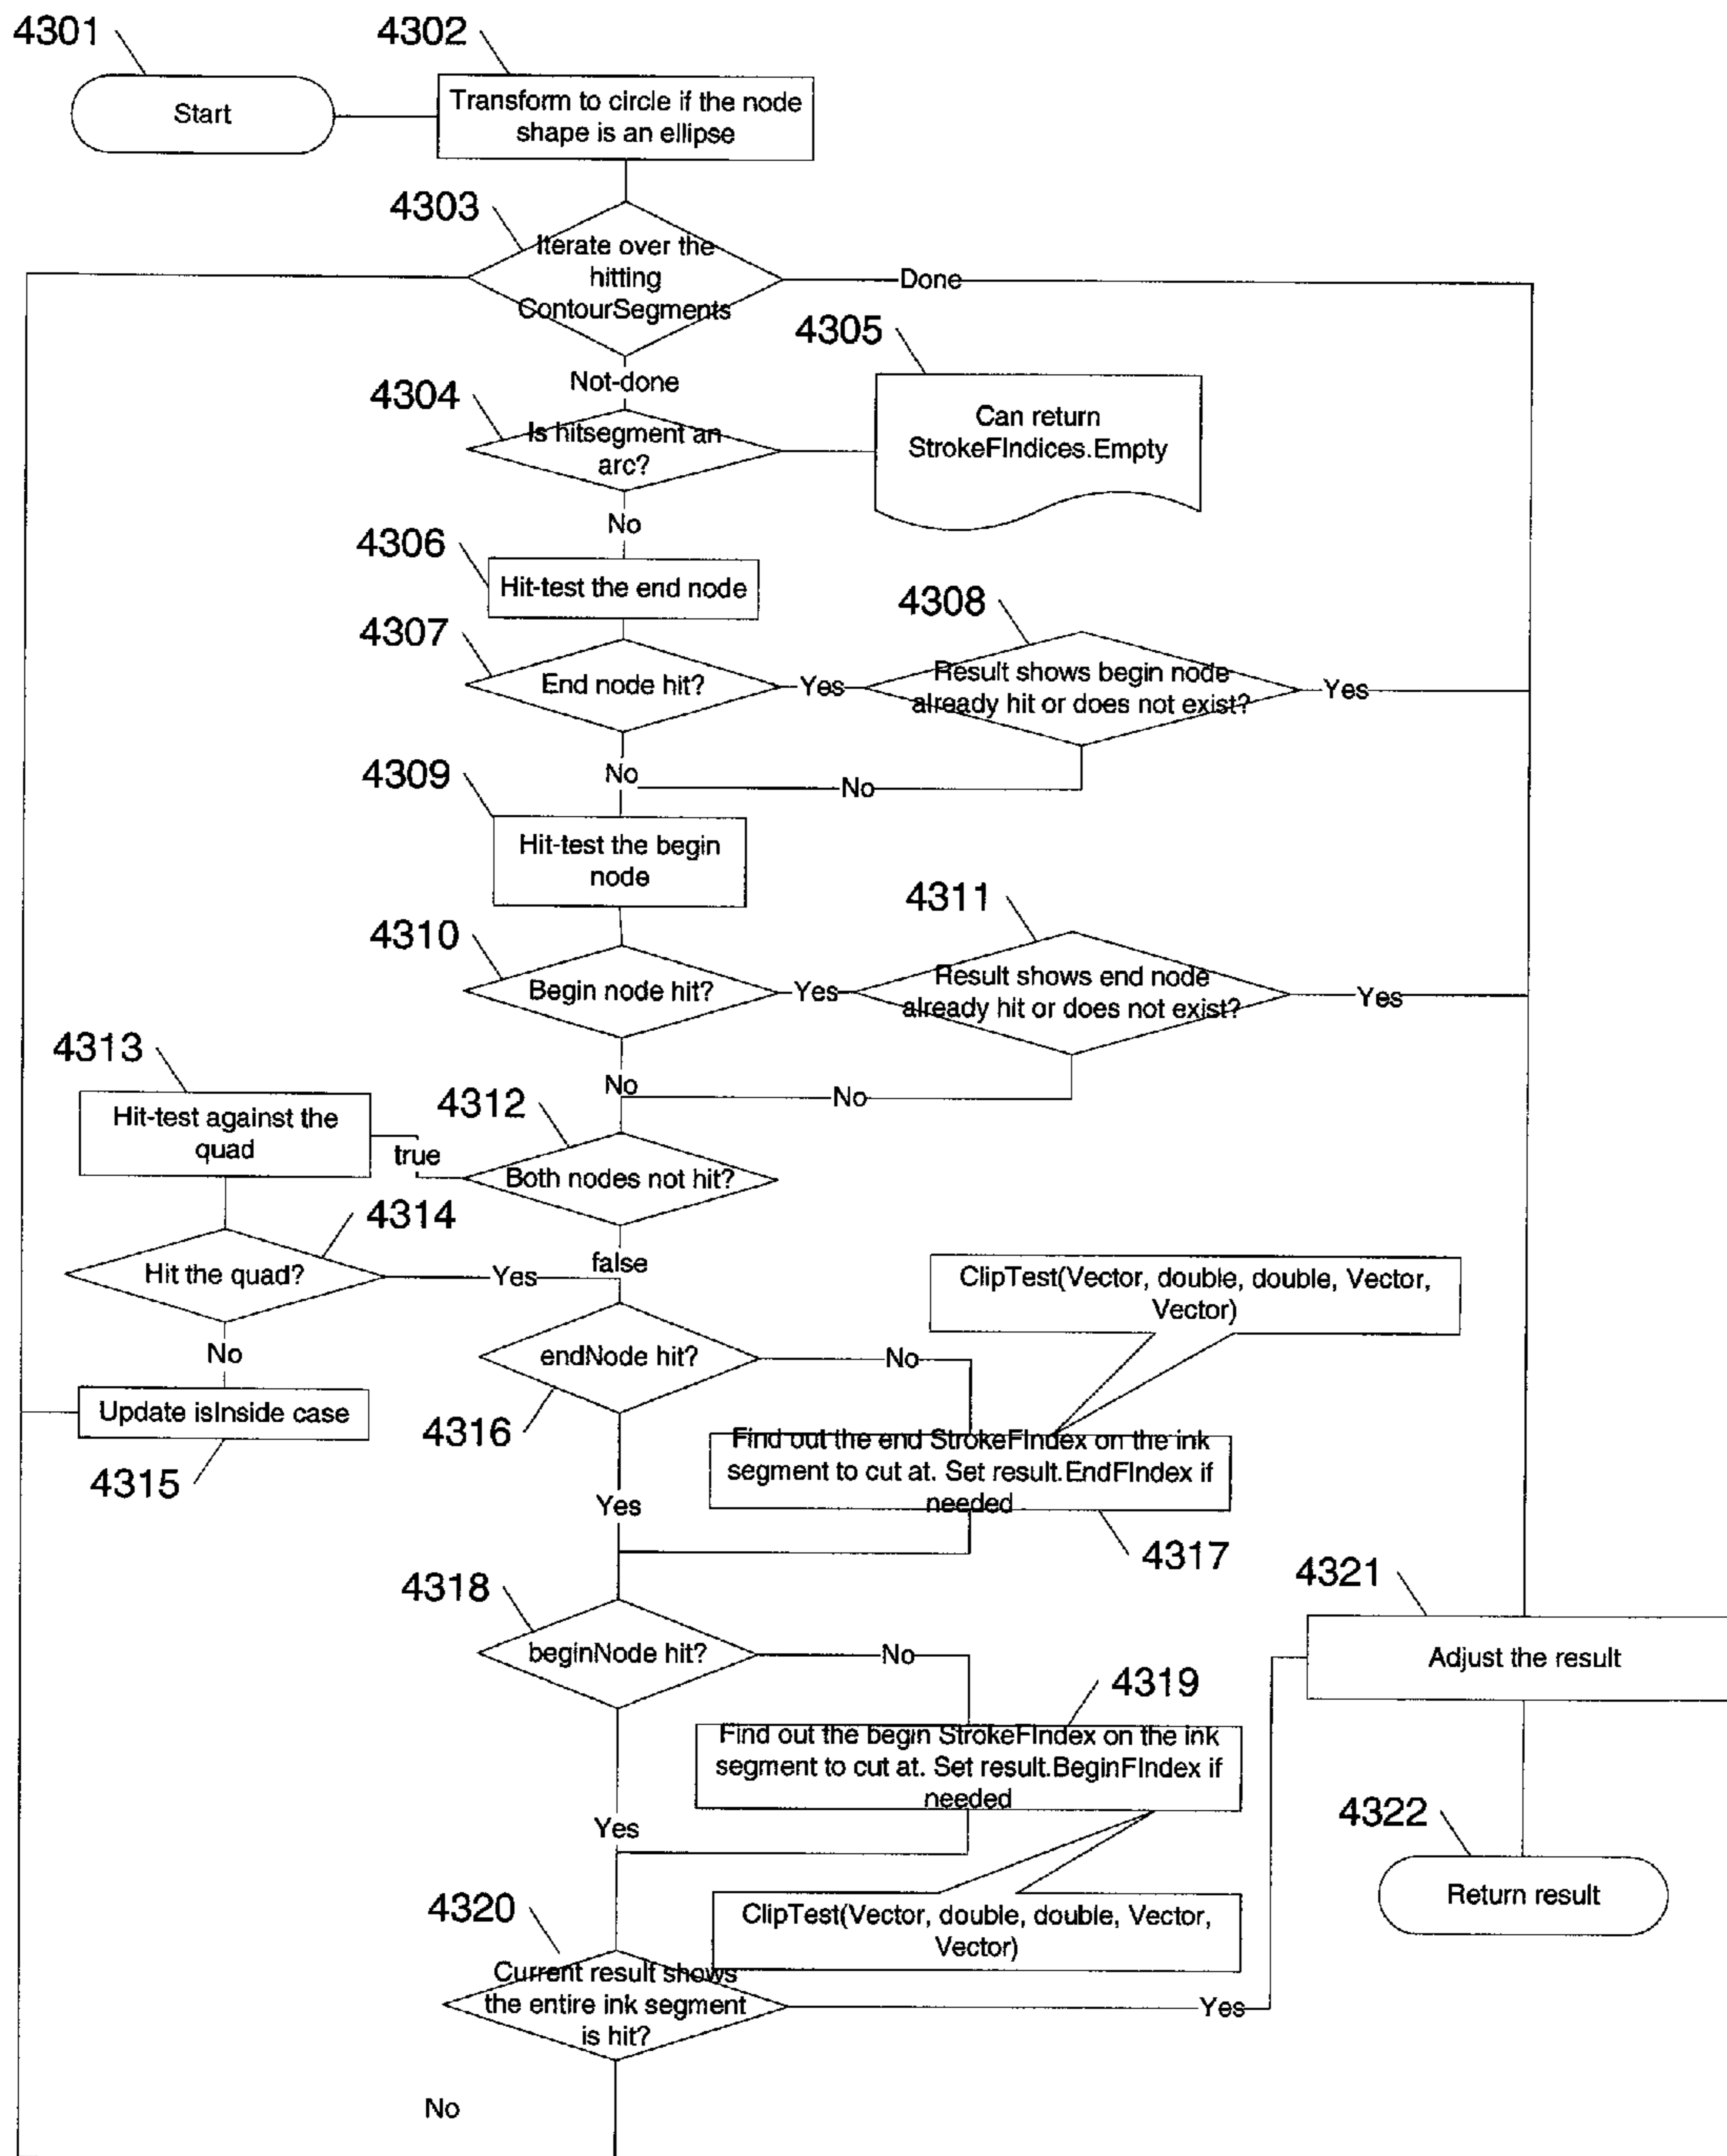 4301
4302
Start
Transform to circle if the node
shape is an ellipse
4303
Iterate over the
hitting
ContourSegments
Done
4305
Not-done
4304
Can return
StrokeFIndices.Empty
Is hitsegment an
arc?
No
4306
Hit-test the end node
4308
4307
End node hit?
Yes
Result shows begin node
already hit or does not exist?
Yes
No
No
4309
Hit-test the begin
node
4311
4310
Begin node hit?
Yes
Result shows end node
already hit or does not exist?
Yes
4313
No
No
4312
Hit-test against the
quad
true
Both nodes not hit?
4314
false
Hit the quad?
Yes
ClipTest(Vector, double, double, Vector,
Vector)
No
endNode hit?
No
Update isInside case
4316
4315
Find out the end StrokeFIndex on the ink
segment to cut at. Set result.EndFIndex if
needed
Yes
4317
4318
4321
beginNode hit?
No
Adjust the result
4319
Find out the begin StrokeFIndex on the ink
segment to cut at. Set result.BeginFIndex if
needed
Yes
4322
Return result
4320
ClipTest(Vector, double, double, Vector,
Vector)
Current result shows
the entire ink segment
is hit?
Yes
No